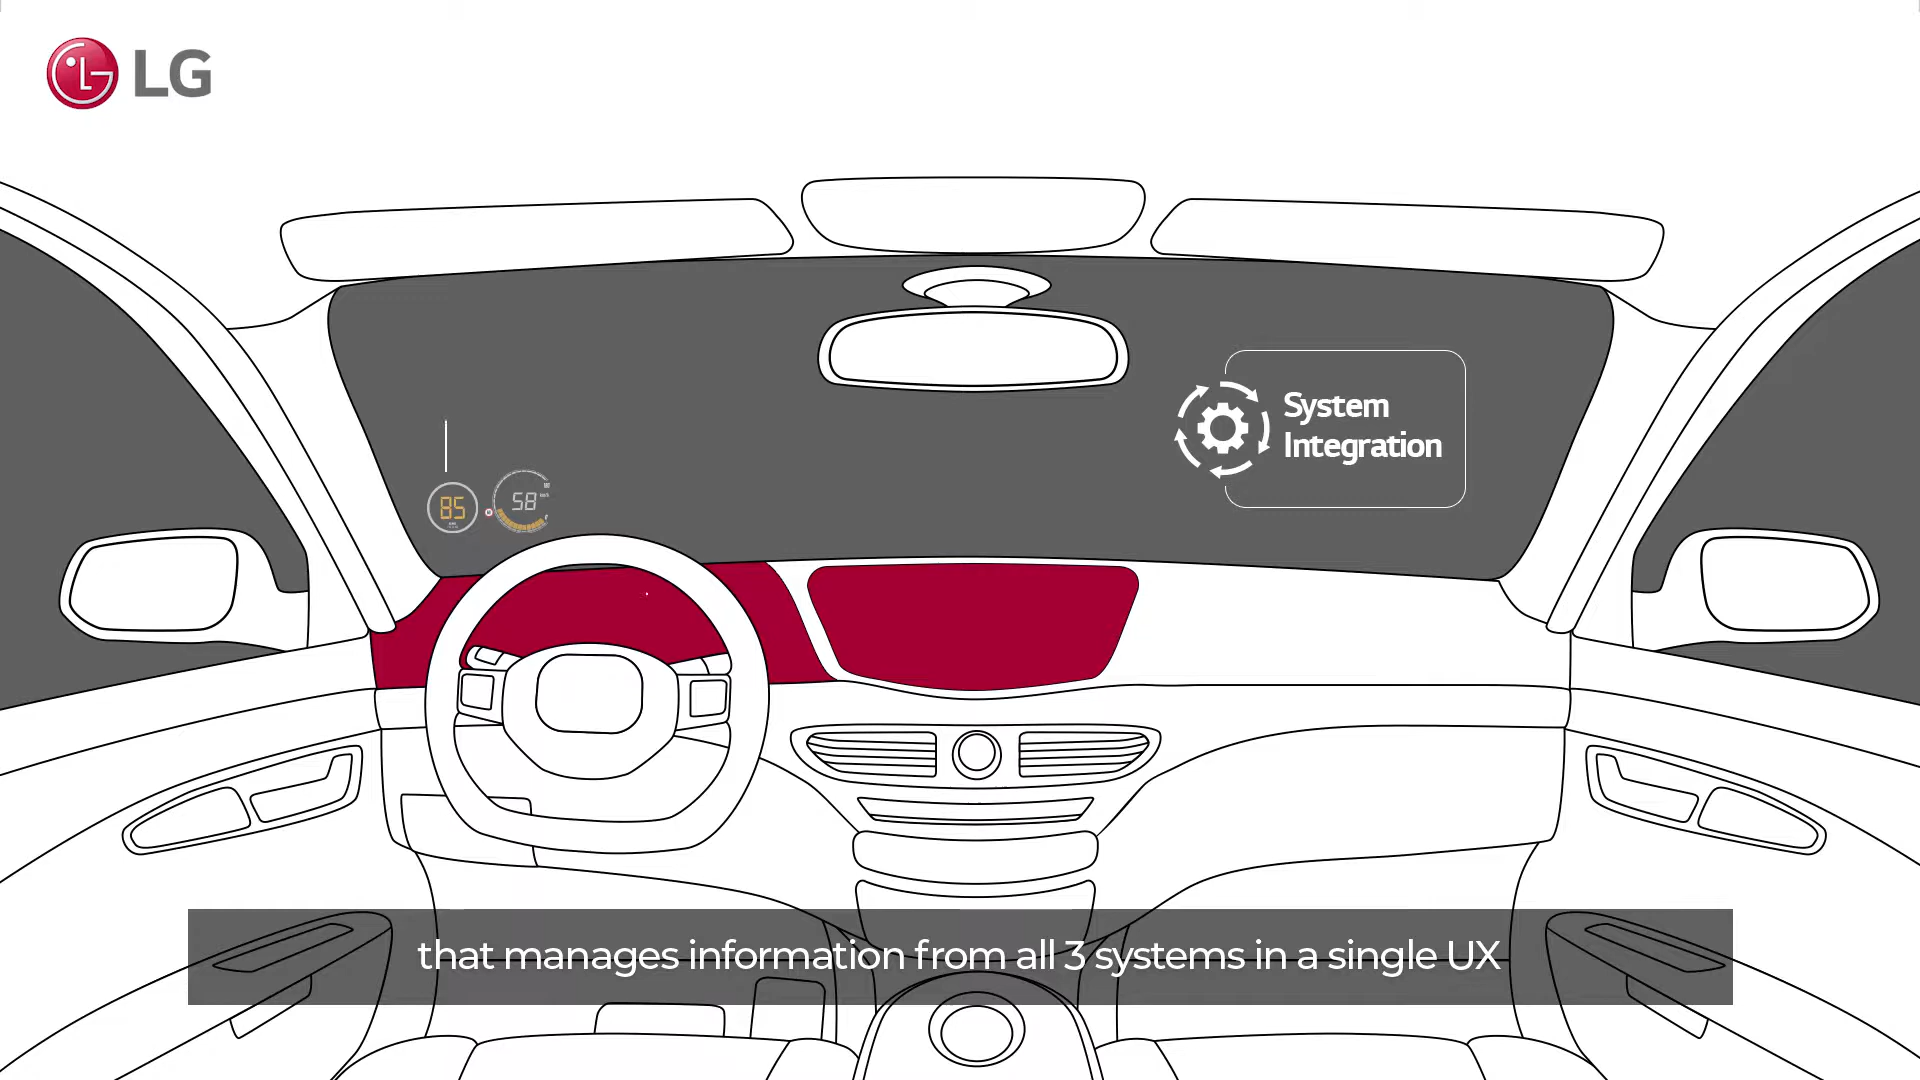 LG
System
Integration
85
58
that manages information from all 3 systems in a single UX